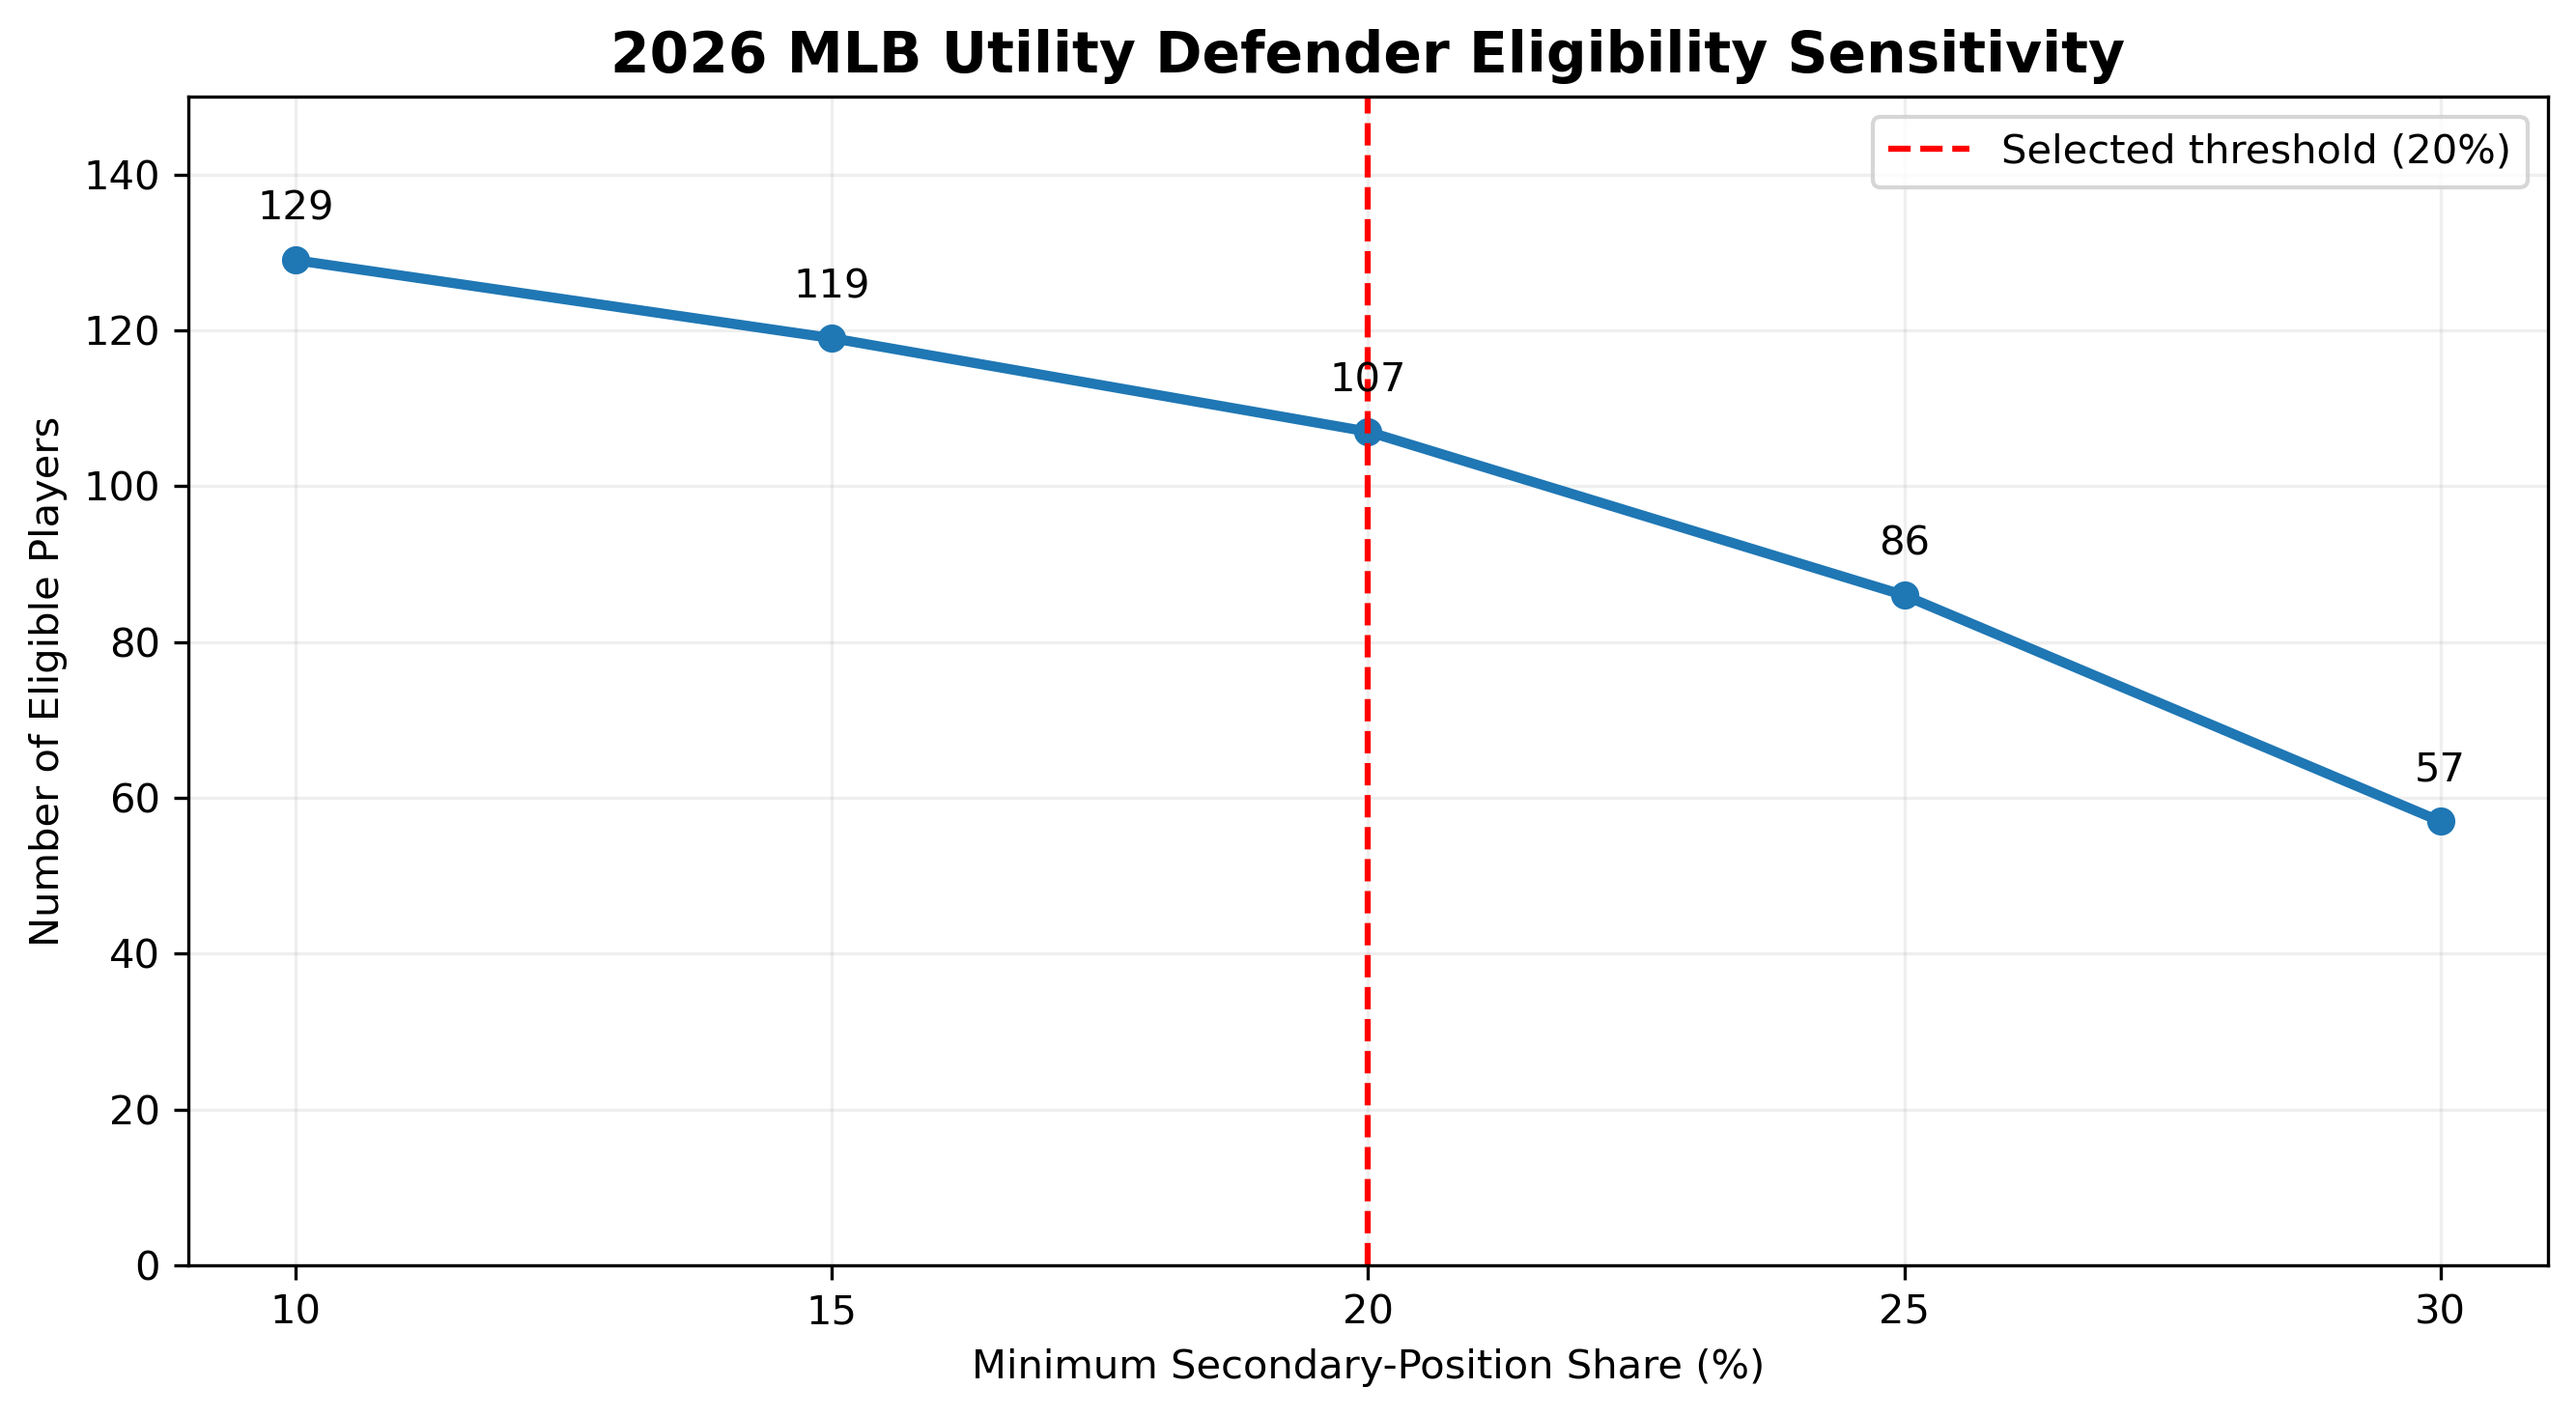 2026 MLB Utility Defender Eligibility Sensitivity
Selected threshold (20%)
140
120
100
80
60
40
20
0
Number of Eligible Players
129
119
107
86
57
10 15 20 25 30
Minimum Secondary-Position Share (%)